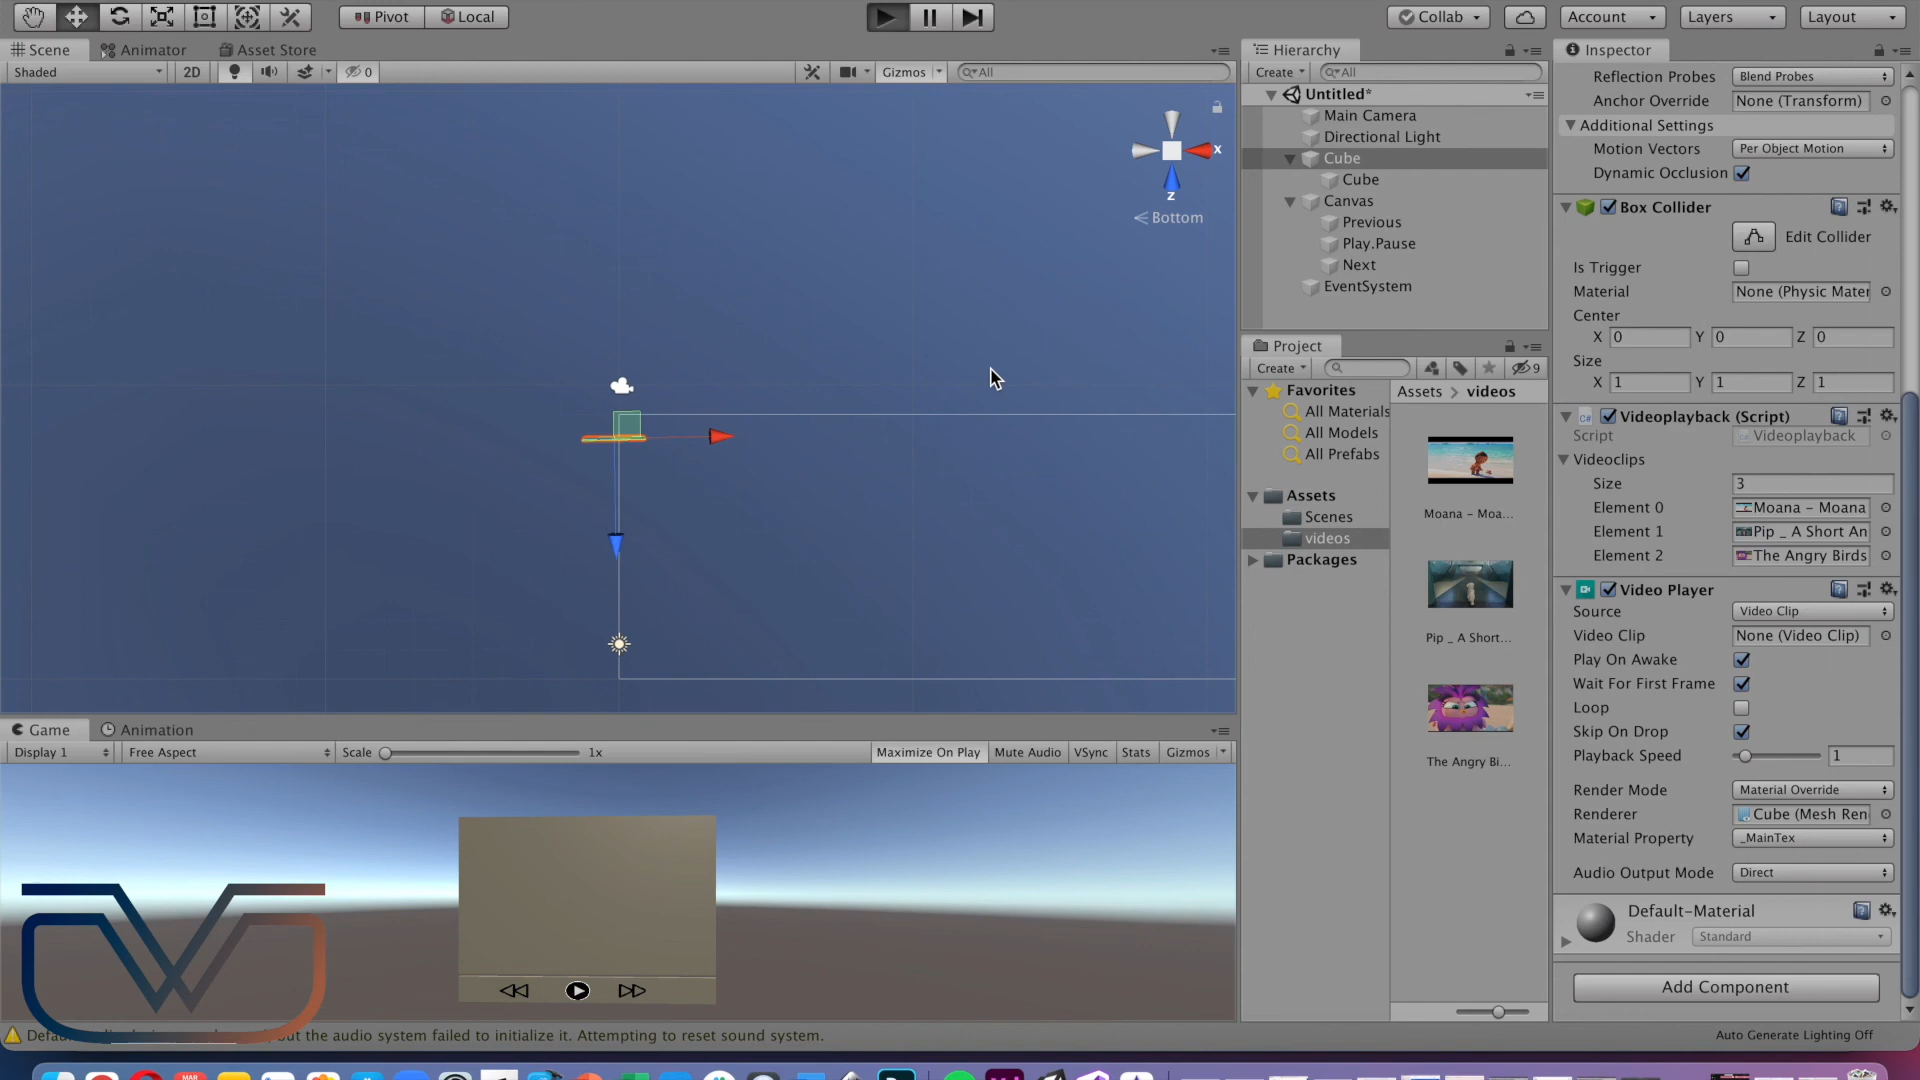 Pivot
Local
Collab
Account
Layers
Layout
Scene
Animator
Asset Store
Shaded
2D
0
Gizmos
All
x
z
Bottom
Game
Animation
Display 1
Free Aspect
Scale
1x
Maximize On Play
Mute Audio
VSync
Stats
Gizmos
but the audio system failed to initialize it. Attempting to reset sound system.
Hierarchy
Create
All
Untitled*
Main Camera
Directional Light
Cube
Cube
Canvas
Previous
Play.Pause
Next
EventSystem
Project
Create
9
Favorites
All Materials
All Models
All Prefabs
Assets
Scenes
videos
Packages
Assets > videos
Moana - Moa...
Pip _ A Short...
The Angry Bi...
Inspector
Reflection Probes Blend Probes
Anchor Override None (Transform)
Additional Settings
Motion Vectors Per Object Motion
Dynamic Occlusion
Box Collider
Edit Collider
Is Trigger
Material None (Physic Mater
Center
X 0 Y 0 Z 0
Size
X 1 Y 1 Z 1
Videoplayback (Script)
Script Videoplayback
Videoclips
Size 3
Element 0 Moana - Moana
Element 1 Pip _ A Short An
Element 2 The Angry Birds
Video Player
Source Video Clip
Video Clip None (Video Clip)
Play On Awake
Wait For First Frame
Loop
Skip On Drop
Playback Speed 1
Render Mode Material Override
Renderer Cube (Mesh Ren
Material Property _MainTex
Audio Output Mode Direct
Default-Material
Shader Standard
Add Component
Auto Generate Lighting Off